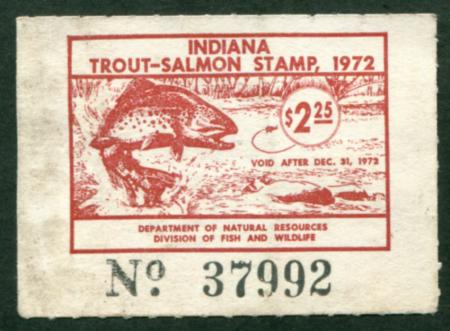 INDIANA
TROUT-SALMON STAMP, 1972
$2.25
VOID AFTER DEC. 31, 1972
DEPARTMENT OF NATURAL RESOURCES
DIVISION OF FISH AND WILDLIFE
Nº 37992